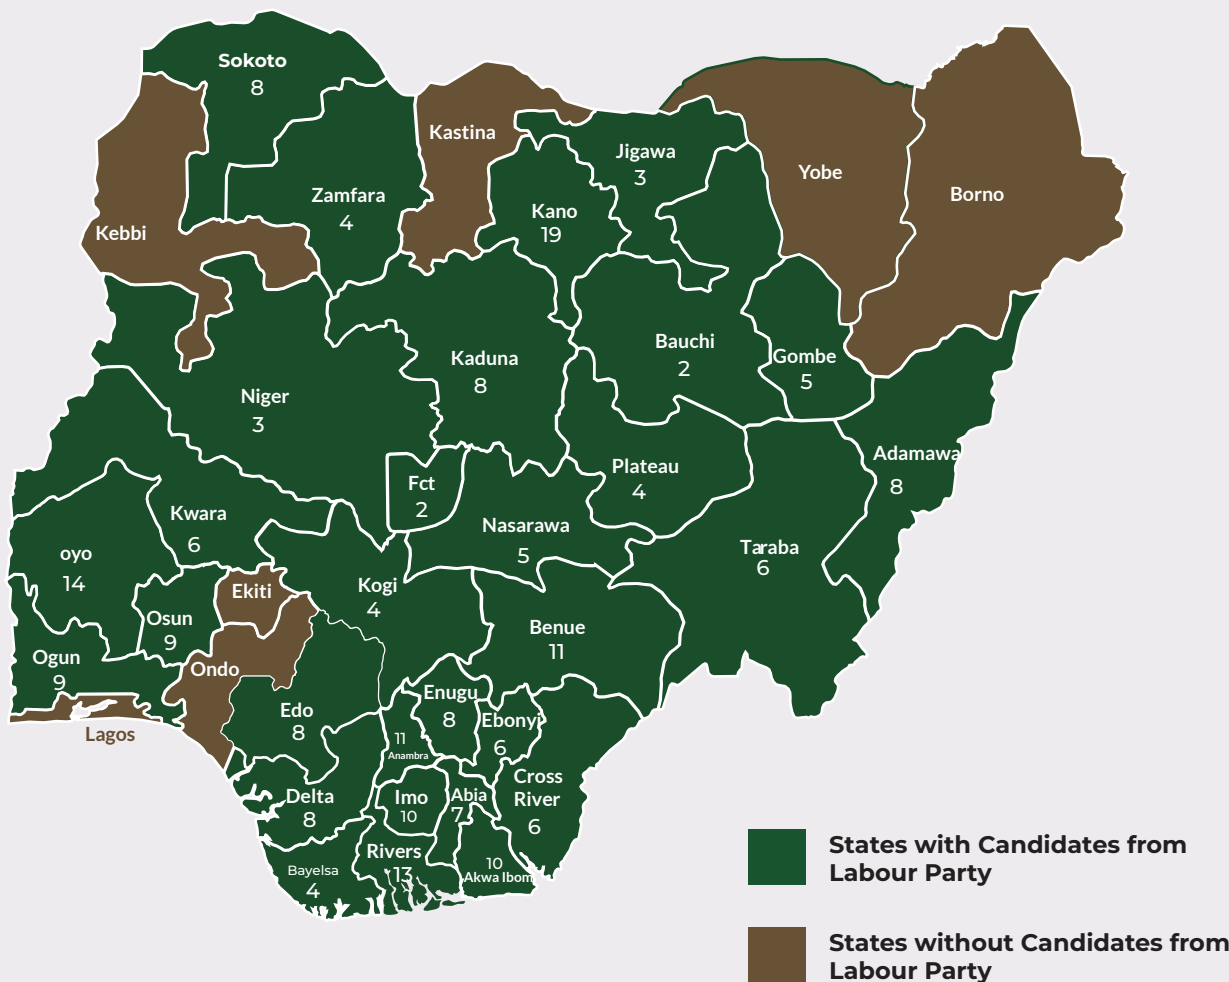 Sokoto
8
Kastina
Jigawa
3
Yobe
Borno
Zamfara
4
Kano
19
Kebbi
Kaduna
8
Bauchi
2
Gombe
5
Niger
3
Fct
2
Plateau
4
Adamawa
8
Kwara
6
Nasarawa
5
Taraba
6
oyo
14
Kogi
4
Ekiti
Osun
9
Benue
11
Ogun
9
Ondo
Lagos
Edo
8
Enugu
8
Ebonyi
6
11
Anambra
Cross
River
6
Delta
8
Imo
10
Abia
7
Rivers
13
Bayelsa
4
10
Akwa Ibom
States with Candidates from
Labour Party
States without Candidates from
Labour Party